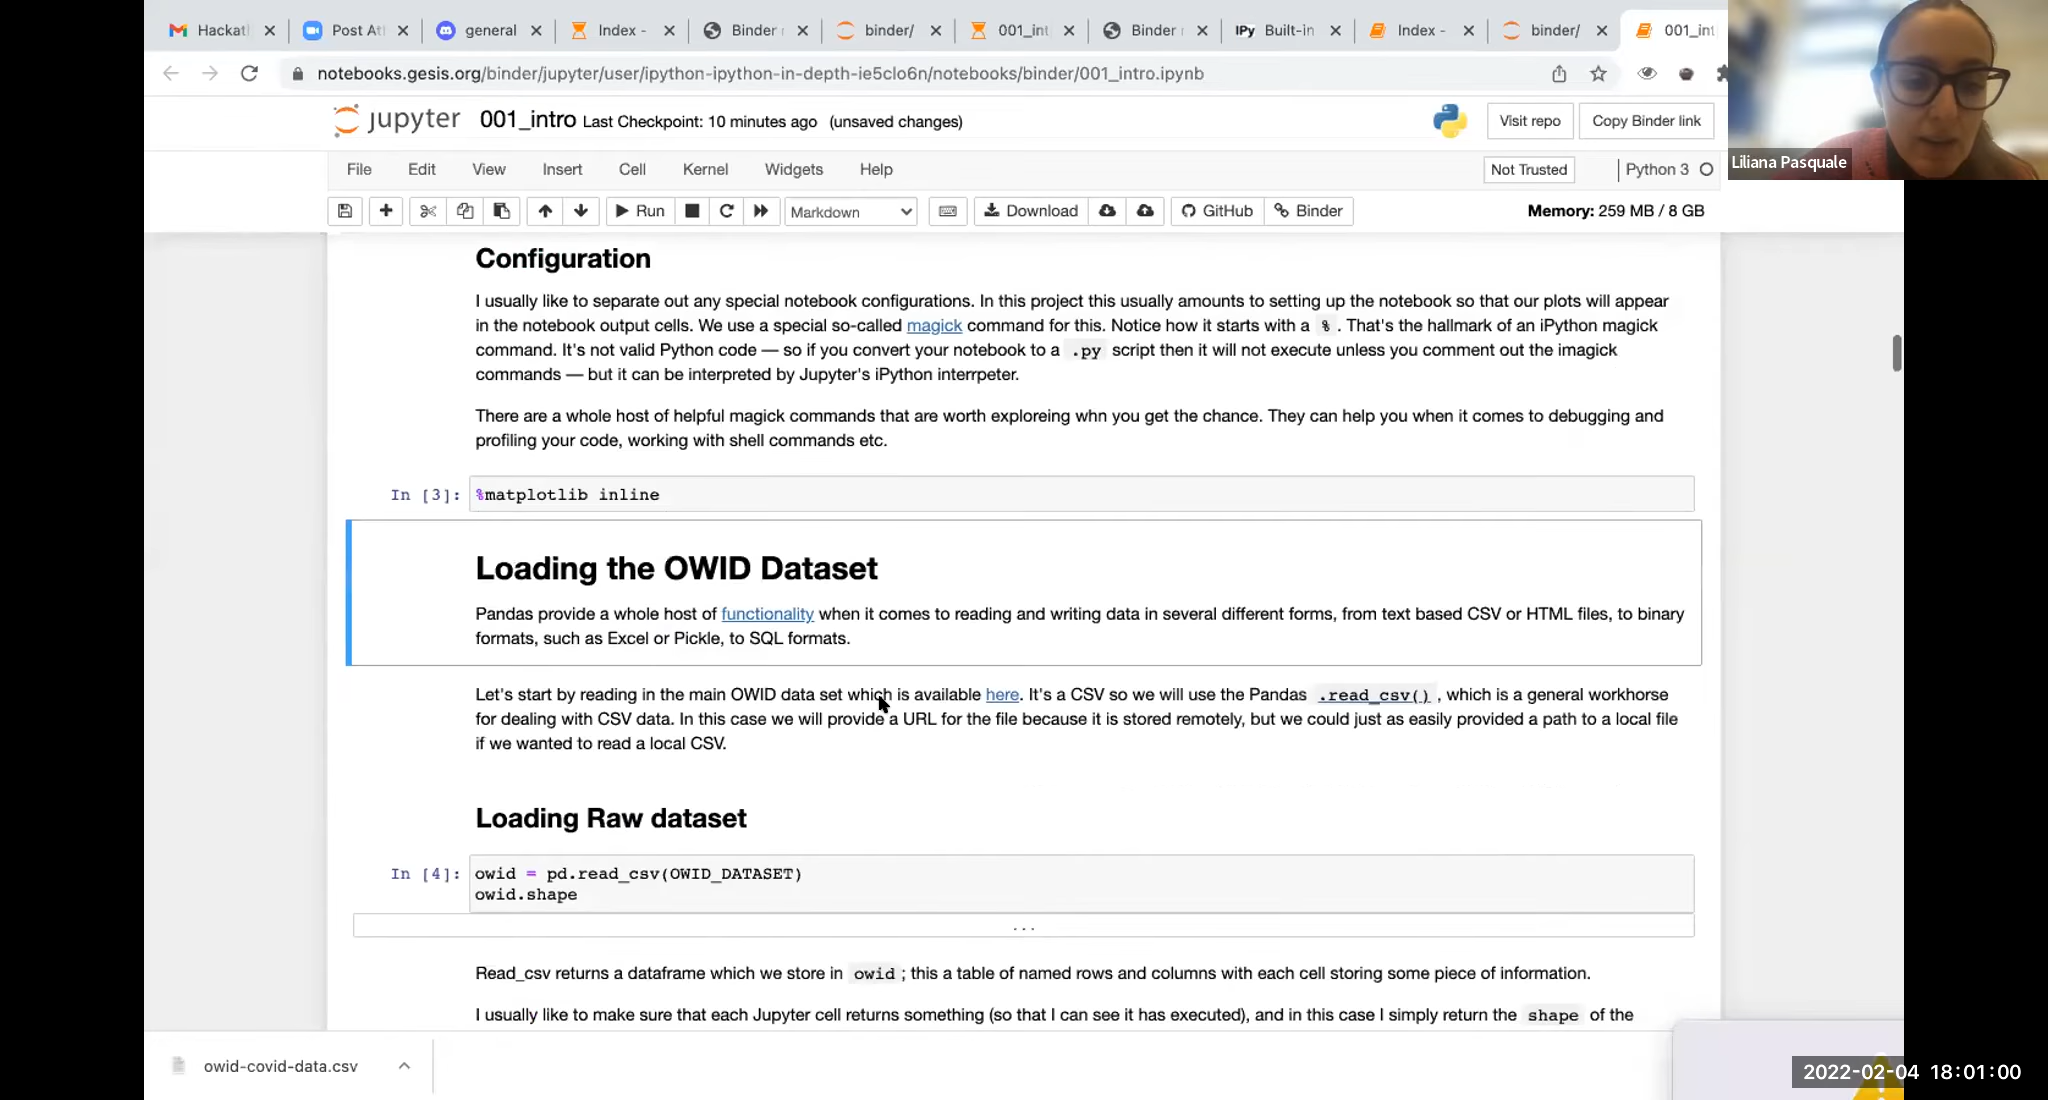 Hackat
Post Att
general
Index -
Binder
binder/
001_int
Binder
IPy Built-in
Index -
binder/
001_int
notebooks.gesis.org/binder/jupyter/user/ipython-ipython-in-depth-ie5clo6n/notebooks/binder/001_intro.ipynb
Liliana Pasquale
jupyter 001_intro Last Checkpoint: 10 minutes ago (unsaved changes)
Visit repo Copy Binder link
File Edit View Insert Cell Kernel Widgets Help
Not Trusted Python 3
Run Markdown Download GitHub Binder
Memory: 259 MB / 8 GB
Configuration
I usually like to separate out any special notebook configurations. In this project this usually amounts to setting up the notebook so that our plots will appear
in the notebook output cells. We use a special so-called magick command for this. Notice how it starts with a %. That's the hallmark of an iPython magick
command. It's not valid Python code — so if you convert your notebook to a .py script then it will not execute unless you comment out the imagick
commands — but it can be interpreted by Jupyter's iPython interrpeter.
There are a whole host of helpful magick commands that are worth exploreing whn you get the chance. They can help you when it comes to debugging and
profiling your code, working with shell commands etc.
In [3]: %matplotlib inline
Loading the OWID Dataset
Pandas provide a whole host of functionality when it comes to reading and writing data in several different forms, from text based CSV or HTML files, to binary
formats, such as Excel or Pickle, to SQL formats.
Let's start by reading in the main OWID data set which is available here. It's a CSV so we will use the Pandas .read_csv(), which is a general workhorse
for dealing with CSV data. In this case we will provide a URL for the file because it is stored remotely, but we could just as easily provided a path to a local file
if we wanted to read a local CSV.
Loading Raw dataset
In [4]: owid = pd.read_csv(OWID_DATASET)
owid.shape
...
Read_csv returns a dataframe which we store in owid; this a table of named rows and columns with each cell storing some piece of information.
I usually like to make sure that each Jupyter cell returns something (so that I can see it has executed), and in this case I simply return the shape of the
owid-covid-data.csv
2022-02-04 18:01:00